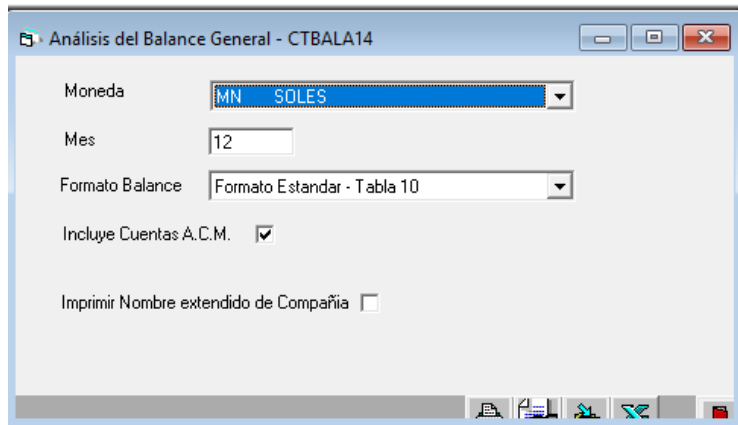 Análisis del Balance General - CTBALA14
Moneda MN SOLES
Mes 12
Formato Balance Formato Estandar - Tabla 10
Incluye Cuentas A.C.M.
Imprimir Nombre extendido de Compañia